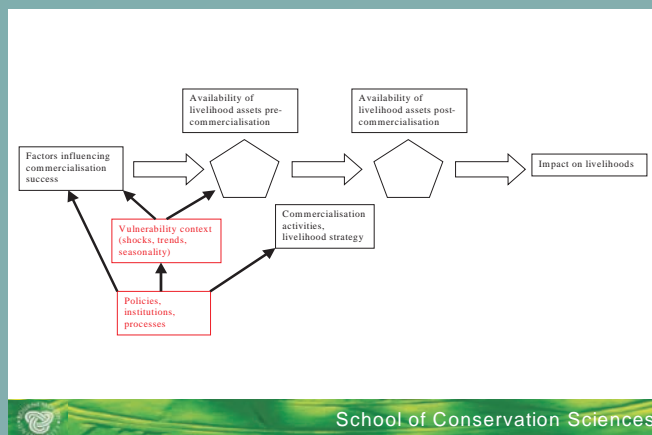 Availability of
livelihood assets pre-
commercialisation
Availability of
livelihood assets post-
commercialisation
Factors influencing
commercialisation
success
Impact on livelihoods
Vulnerability context
(shocks, trends,
seasonality)
Commercialisation
activities,
livelihood strategy
Policies,
institutions,
processes
School of Conservation Sciences